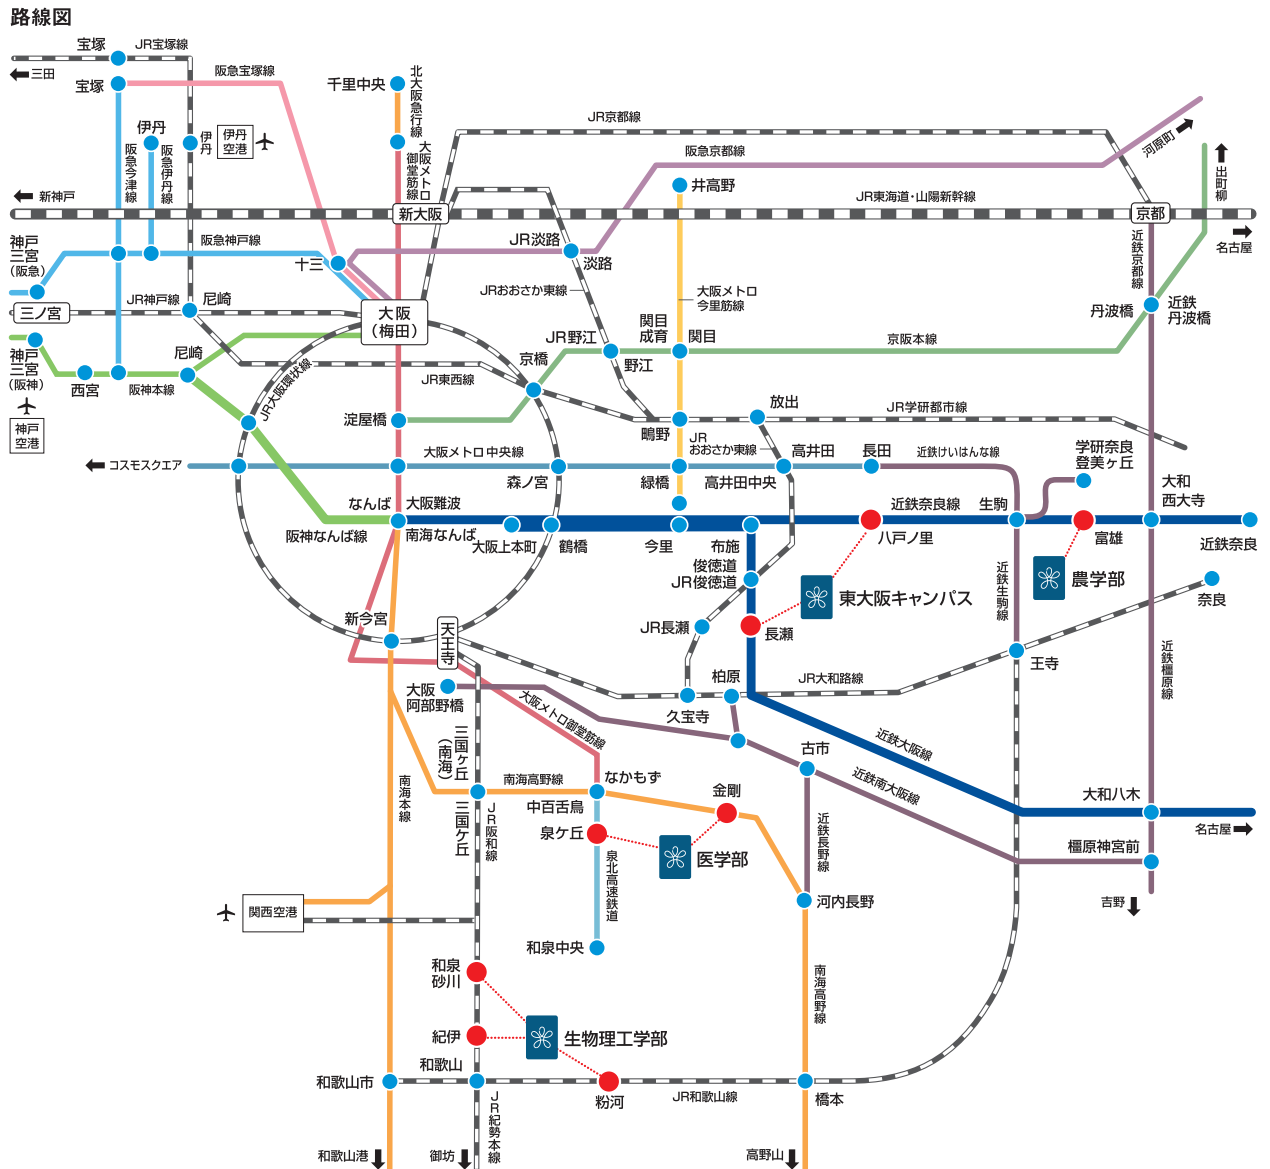 路線図
宝塚
JR宝塚線
三田
宝塚
阪急宝塚線
千里中央
北大阪急行線
伊丹
伊丹
伊丹
空港
阪急今津線
阪急伊丹線
大阪メトロ
御堂筋線
JR京都線
阪急京都線
河原町
出町柳
新神戸
新大阪
井高野
JR東海道・山陽新幹線
京都
名古屋
神戸
三宮
（阪急）
阪急神戸線
十三
JR淡路
淡路
近鉄京都線
JRおおさか東線
大阪メトロ
今里筋線
丹波橋
近鉄
丹波橋
三ノ宮
JR神戸線
尼崎
大阪
（梅田）
JR野江
野江
関目
成育
関目
京阪本線
神戸
三宮
（阪神）
尼崎
西宮
阪神本線
JR大阪環状線
JR東西線
京橋
神戸
空港
淀屋橋
鴫野
放出
JR学研都市線
JR
おおさか東線
コスモスクエア
大阪メトロ中央線
森ノ宮
緑橋
高井田
高井田中央
長田
近鉄けいはんな線
学研奈良
登美ヶ丘
大和
西大寺
なんば
大阪難波
南海なんば
阪神なんば線
大阪上本町
鶴橋
今里
布施
近鉄奈良線
八戸ノ里
生駒
富雄
近鉄奈良
俊徳道
JR俊徳道
東大阪キャンパス
農学部
奈良
近鉄生駒線
新今宮
天王寺
JR長瀬
長瀬
王寺
近鉄橿原線
大阪
阿部野橋
柏原
久宝寺
JR大和路線
大阪メトロ御堂筋線
三国ヶ丘
（南海）
三国ケ丘
古市
近鉄大阪線
近鉄南大阪線
南海本線
南海高野線
なかもず
中百舌鳥
金剛
大和八木
名古屋
JR阪和線
泉ケ丘
医学部
近鉄長野線
橿原神宮前
泉北高速鉄道
関西空港
河内長野
吉野
和泉中央
和泉
砂川
南海高野線
紀伊
生物理工学部
和歌山市
和歌山
粉河
JR和歌山線
橋本
JR紀勢本線
和歌山港
御坊
高野山